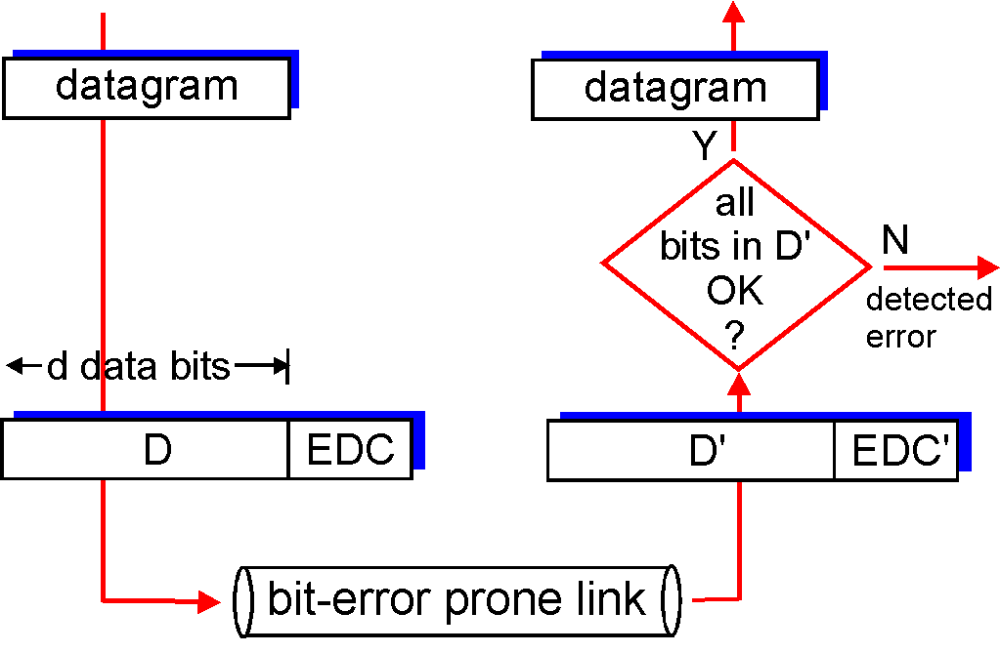 datagram
d data bits
D
EDC
bit-error prone link
datagram
Y
all
bits in D'
OK
?
N
detected
error
D'
EDC'